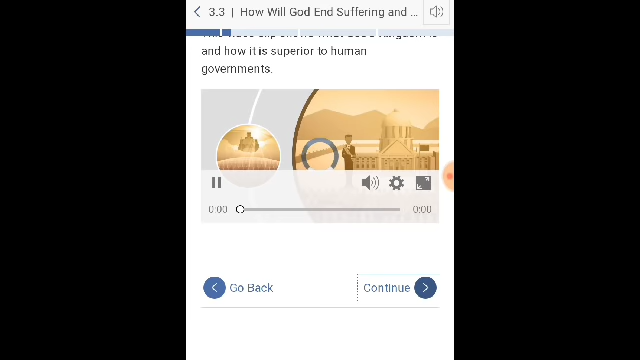 3.3 | How Will God End Suffering and ...
and how it is superior to human
governments.
0:00
0:00
Go Back
Continue